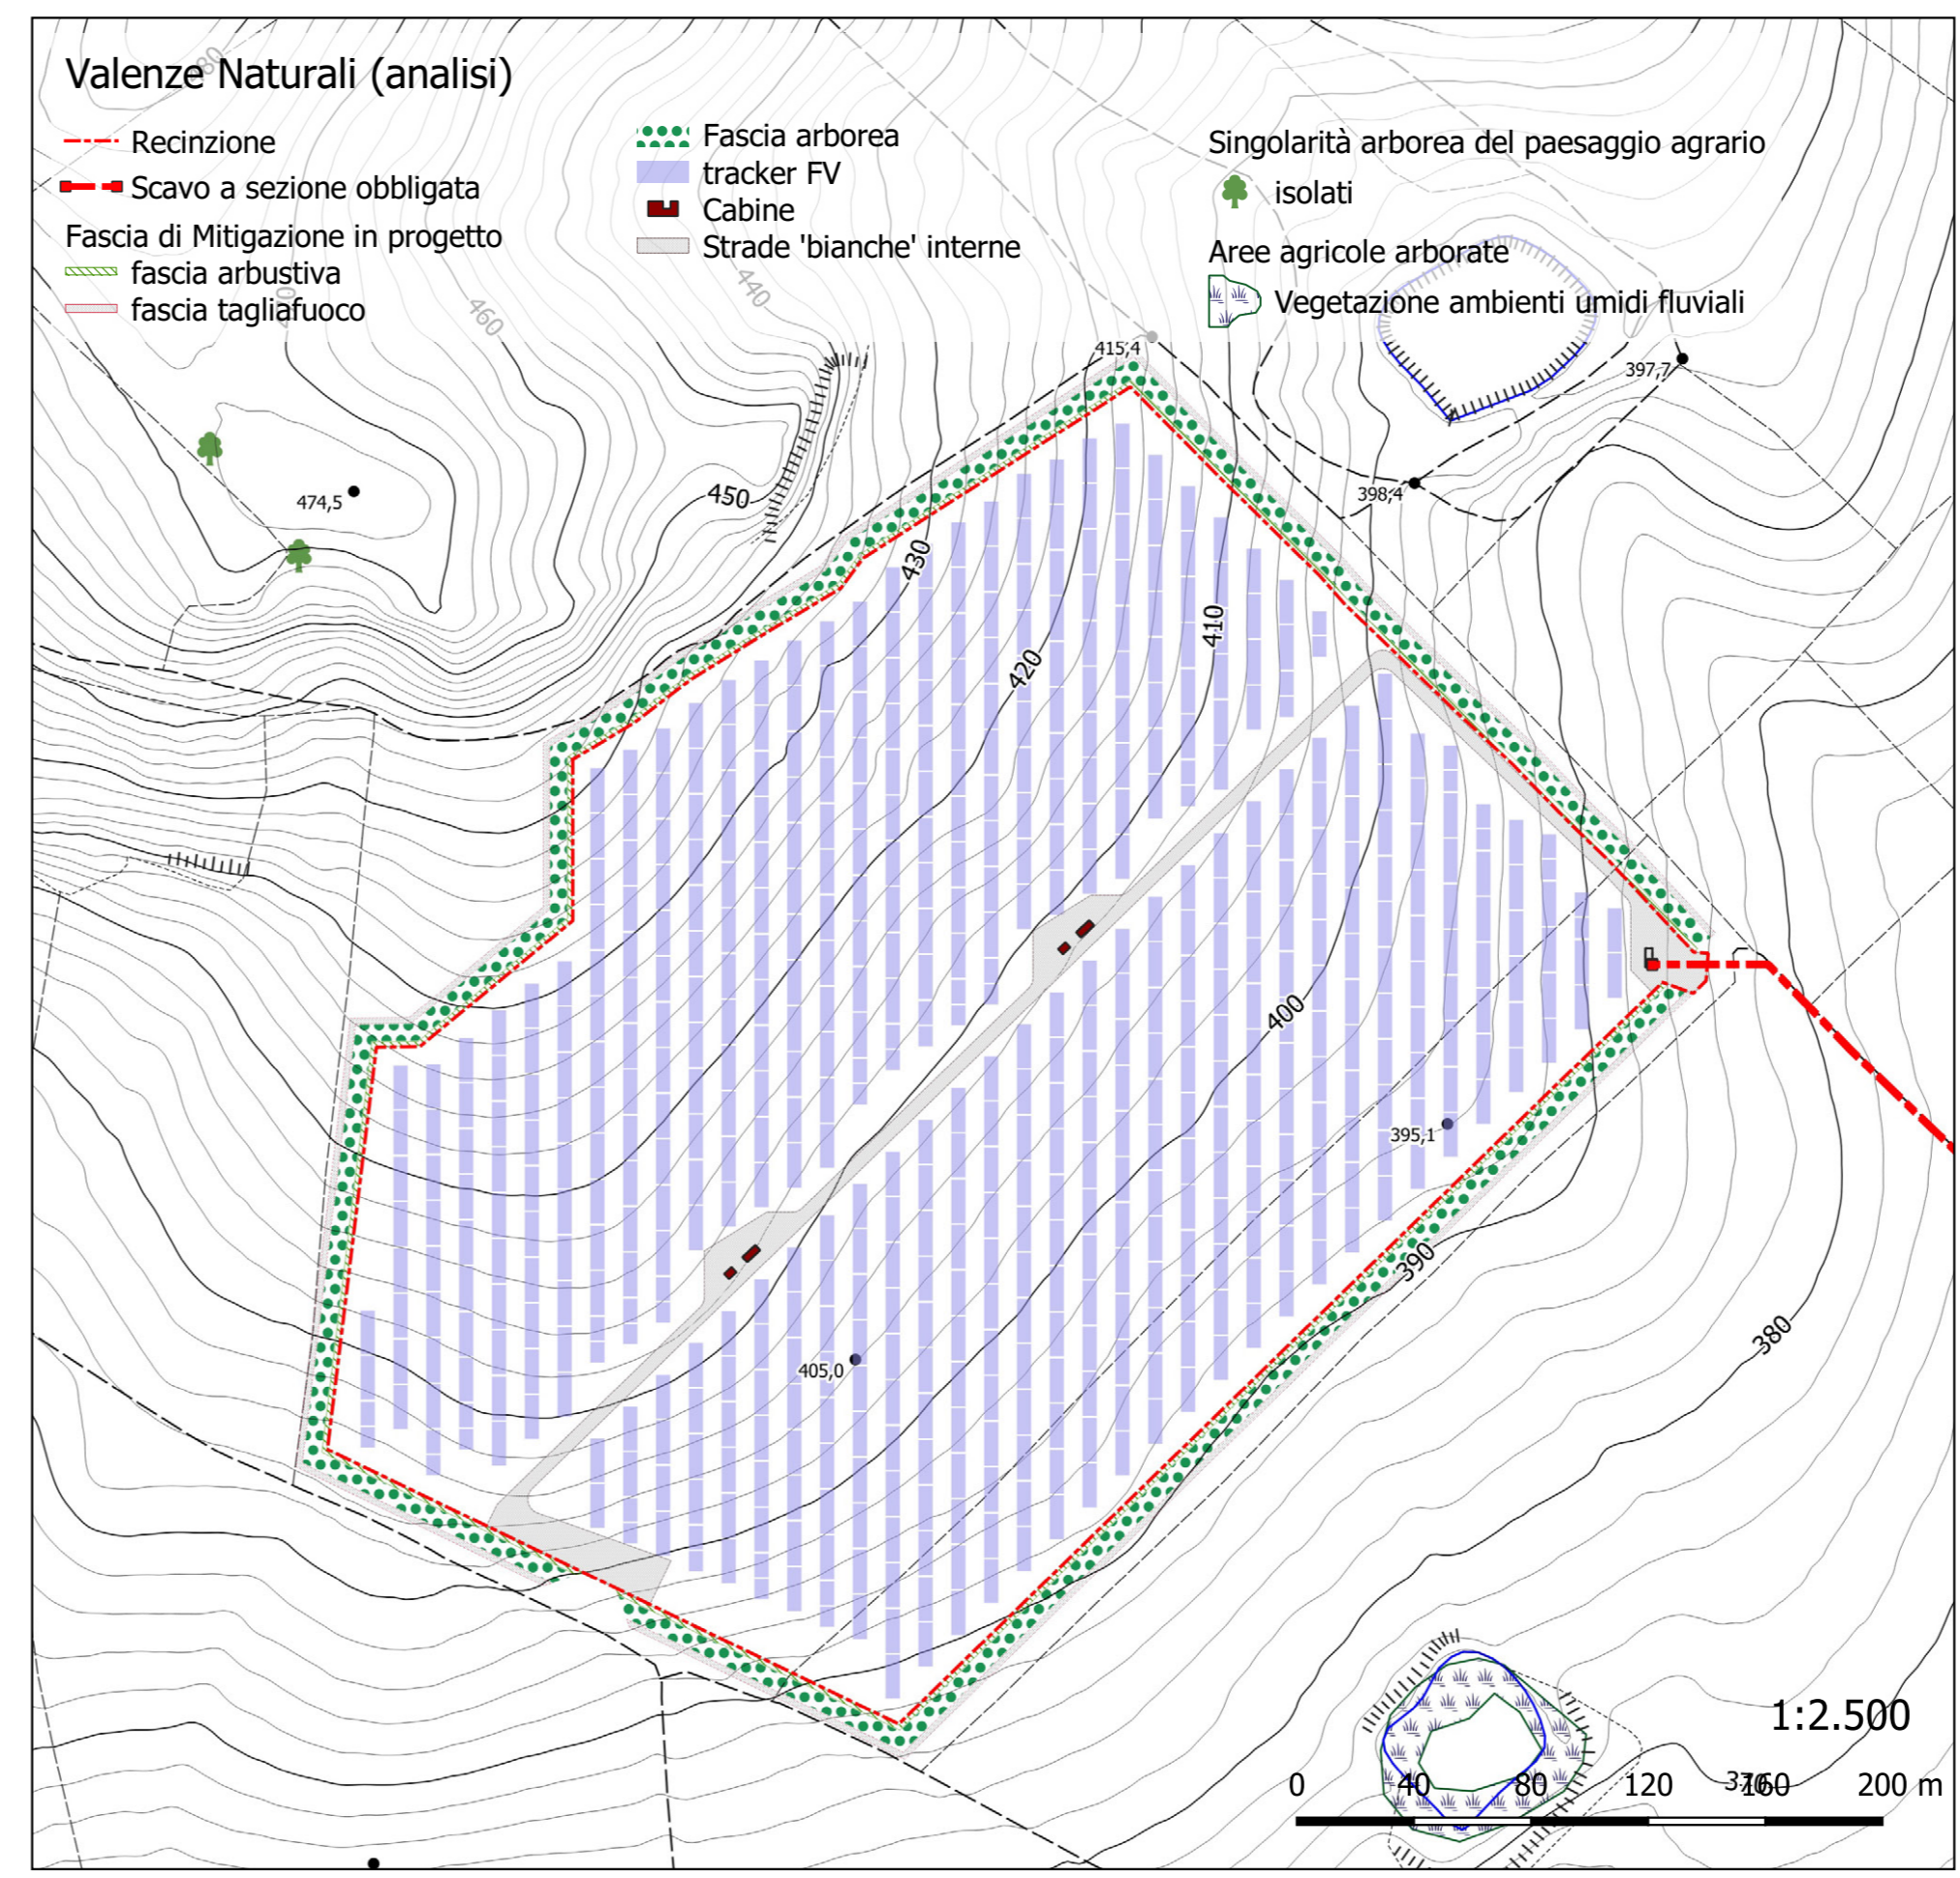 Valenze Naturali (analisi)
Recinzione
Scavo a sezione obbligata
Fascia di Mitigazione in progetto
fascia arbustiva
fascia tagliafuoco
Fascia arborea
tracker FV
Cabine
Strade 'bianche' interne
Singolarità arborea del paesaggio agrario
isolati
Aree agricole arborate
Vegetazione ambienti umidi fluviali
460
440
415,4
397,7
474,5
450
398,4
430
410
420
400
395,1
390
405,0
380
1:2.500
0 40 80 120 160 200 m
370